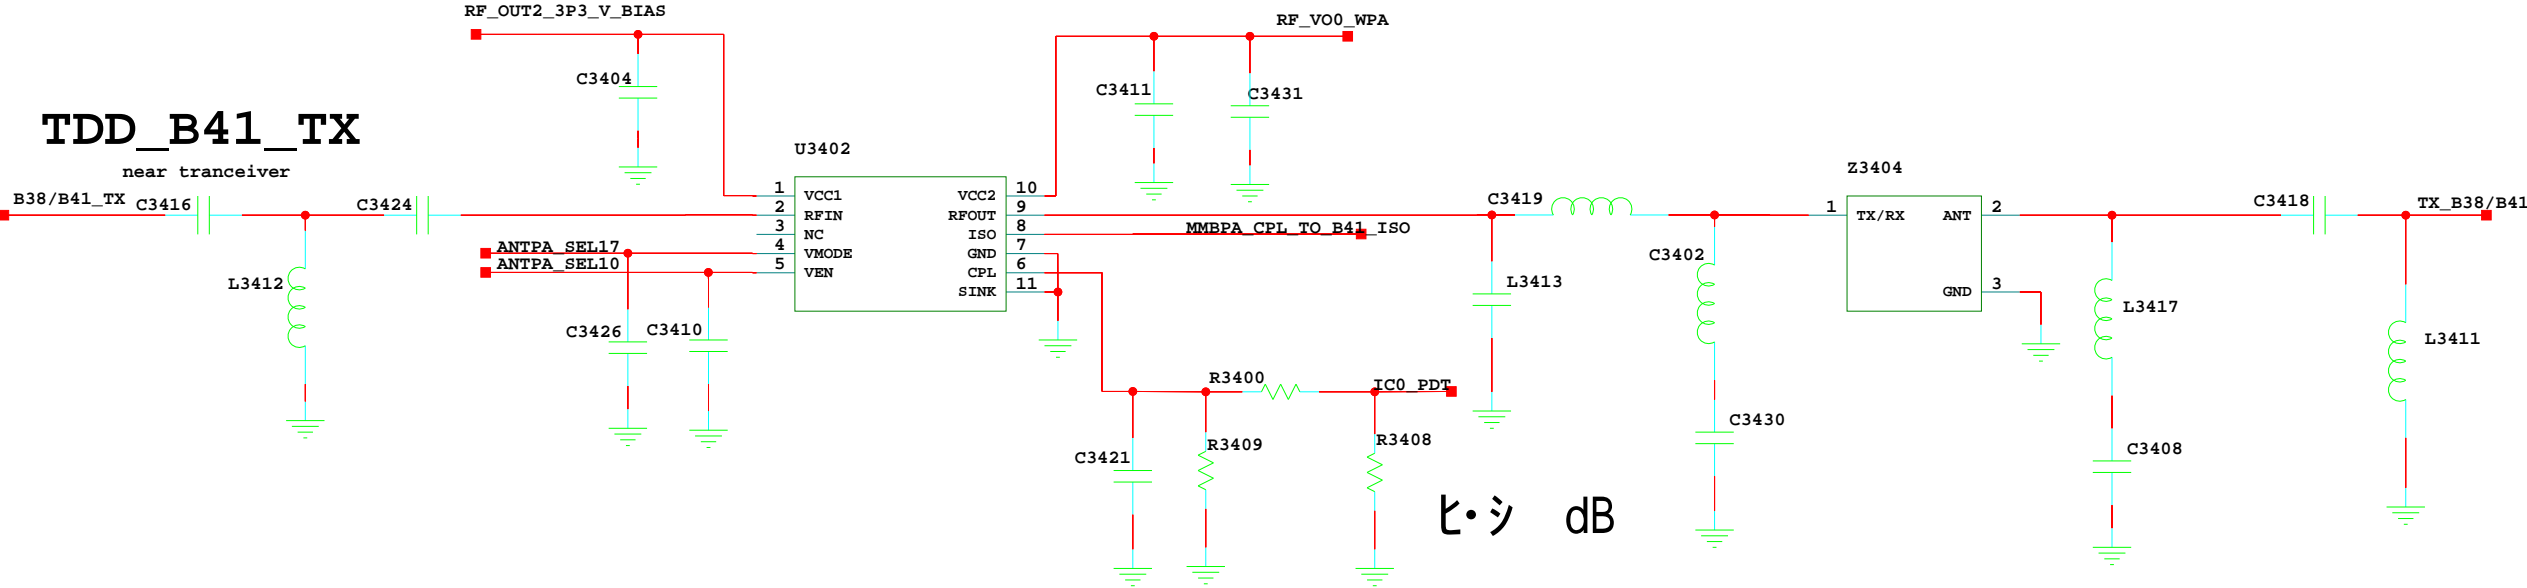 RF_OUT2_3P3_V_BIAS
RF_VO0_WPA
C3404
C3411
C3431
TDD_B41_TX
near tranceiver
U3402
Z3404
B38/B41_TX
C3416
C3424
1 VCC1
2 RFIN
3 NC
4 VMODE
5 VEN
VCC2 10
RFOUT 9
ISO 8
GND 7
CPL 6
SINK 11
ANTPA_SEL17
ANTPA_SEL10
MMBPA_CPL_TO_B41_ISO
C3419
C3402
1 TX/RX
ANT 2
GND 3
C3418
TX_B38/B41
L3412
C3426
C3410
L3413
L3417
L3411
R3400
IC0_PDT
C3421
R3409
R3408
C3430
C3408
ヒ・シ dB